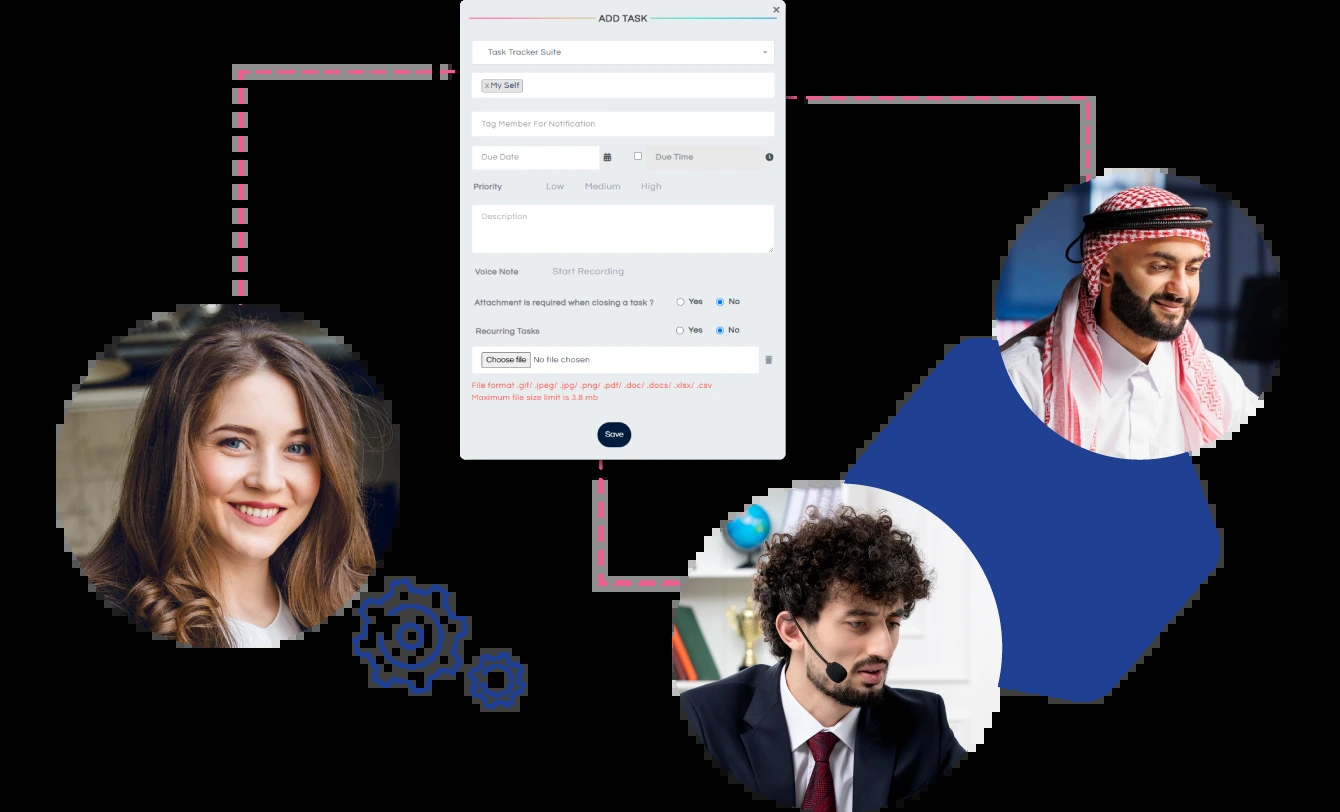 ADD TASK
Task Tracker Suite
x My Self
Tag Member For Notification
Due Date
Due Time
Priority Low Medium High
Description
Voice Note Start Recording
Attachment is required when closing a task ? Yes No
Recurring Tasks Yes No
Choose file No file chosen
File format .gif/ .jpeg/ .jpg/ .png/ .pdf/ .doc/ .docs/ .xlsx/ .csv
Maximum file size limit is 3.8 mb
Save